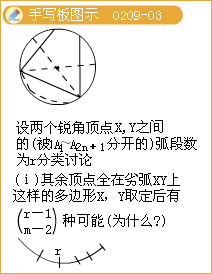 手写板图示 0209-03
设两个锐角顶点X,Y之间
的(被A₁~A₂ₙ₊₁分开的)弧段数
为r分类讨论
(ⅰ)其余顶点全在劣弧XY上
这样的多边形X，Y取定后有
(r-1
m-2) 种可能(为什么?)
r